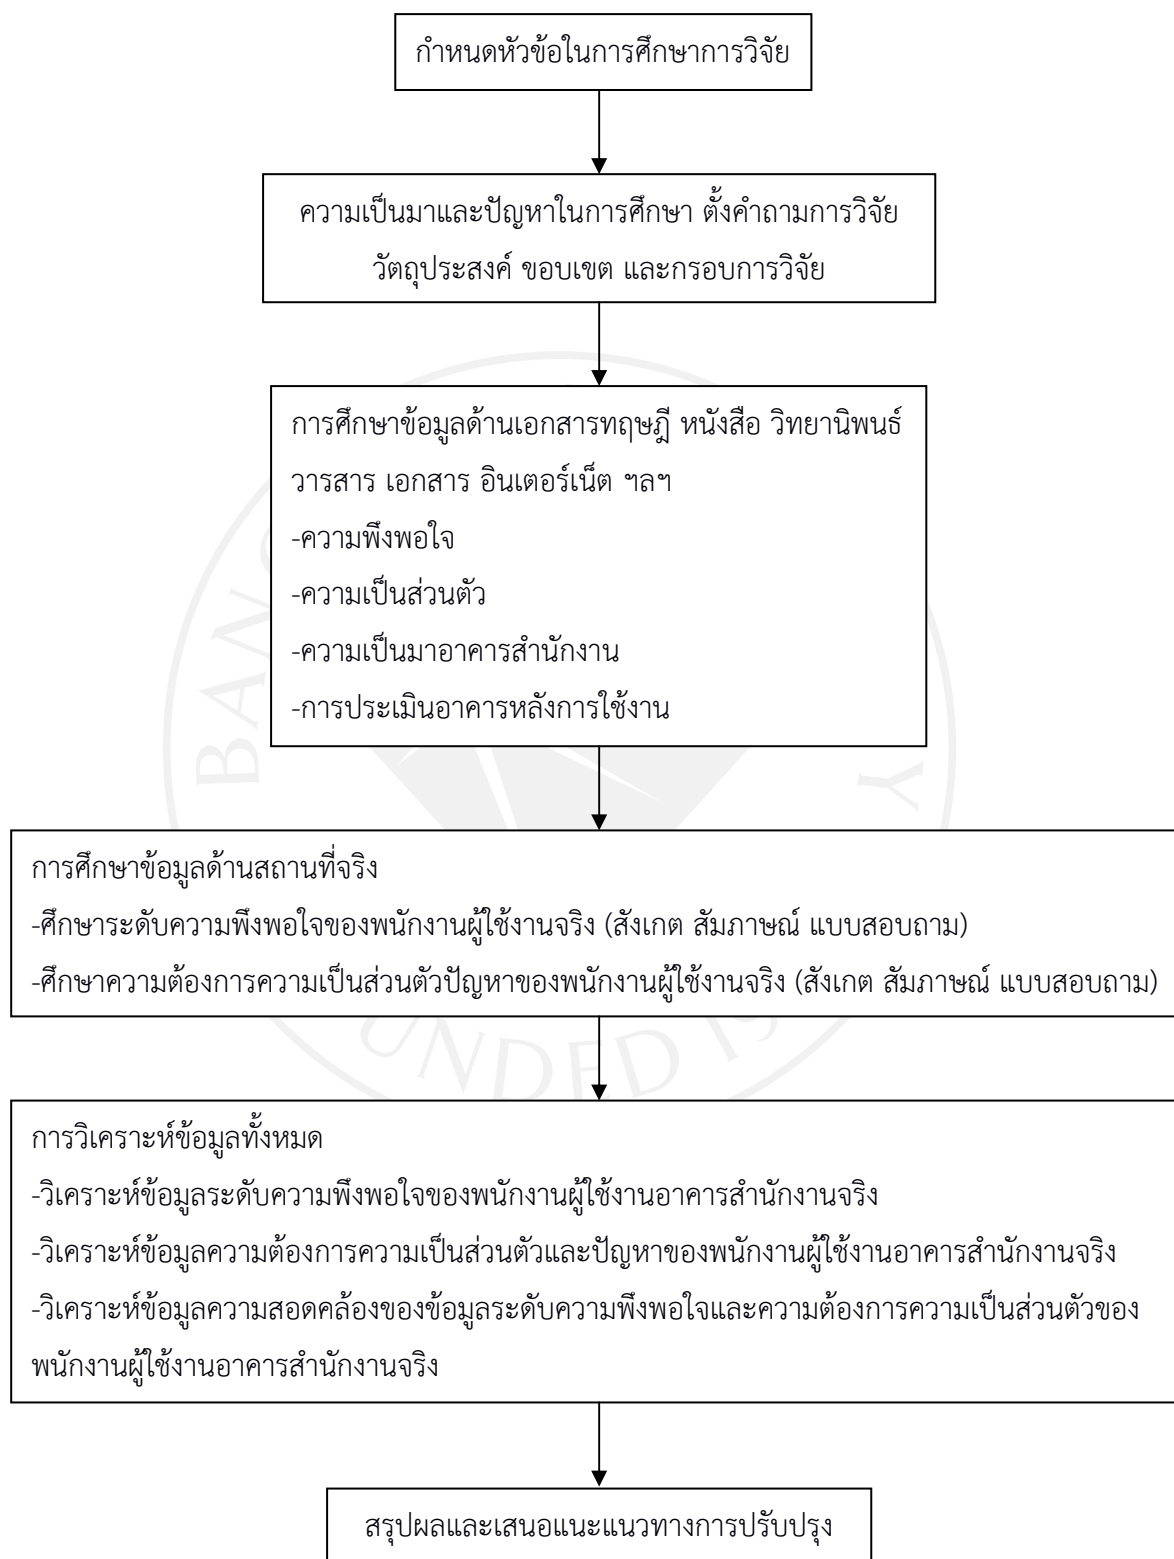 กำหนดหัวข้อในการศึกษาการวิจัย
ความเป็นมาและปัญหาในการศึกษา ตั้งคำถามการวิจัย
วัตถุประสงค์ ขอบเขต และกรอบการวิจัย
การศึกษาข้อมูลด้านเอกสารทฤษฎี หนังสือ วิทยานิพนธ์
วารสาร เอกสาร อินเตอร์เน็ต ฯลฯ
-ความพึงพอใจ
-ความเป็นส่วนตัว
-ความเป็นมาอาคารสำนักงาน
-การประเมินอาคารหลังการใช้งาน
การศึกษาข้อมูลด้านสถานที่จริง
-ศึกษาระดับความพึงพอใจของพนักงานผู้ใช้งานจริง (สังเกต สัมภาษณ์ แบบสอบถาม)
-ศึกษาความต้องการความเป็นส่วนตัวปัญหาของพนักงานผู้ใช้งานจริง (สังเกต สัมภาษณ์ แบบสอบถาม)
การวิเคราะห์ข้อมูลทั้งหมด
-วิเคราะห์ข้อมูลระดับความพึงพอใจของพนักงานผู้ใช้งานอาคารสำนักงานจริง
-วิเคราะห์ข้อมูลความต้องการความเป็นส่วนตัวและปัญหาของพนักงานผู้ใช้งานอาคารสำนักงานจริง
-วิเคราะห์ข้อมูลความสอดคล้องของข้อมูลระดับความพึงพอใจและความต้องการความเป็นส่วนตัวของ
พนักงานผู้ใช้งานอาคารสำนักงานจริง
สรุปผลและเสนอแนะแนวทางการปรับปรุง